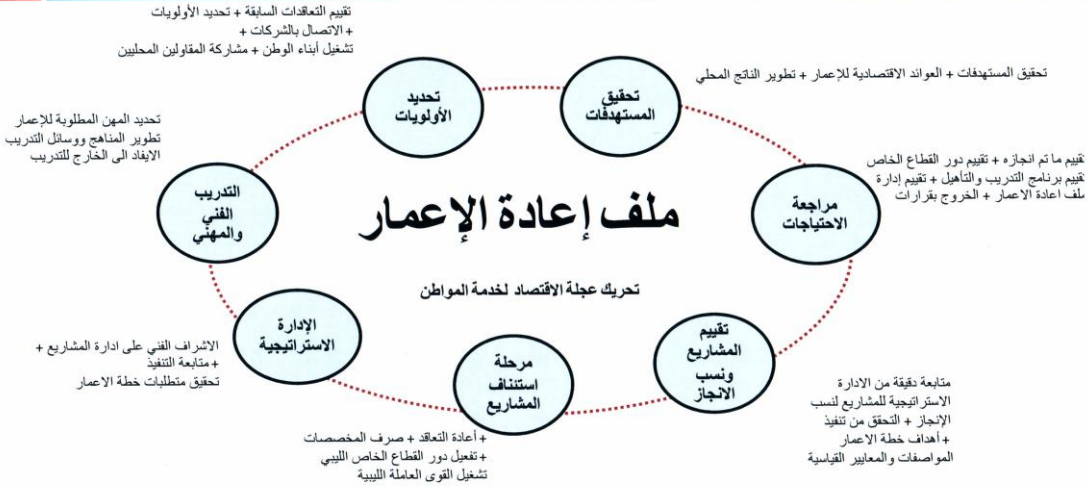 تقييم التعاقدات السابقة + تحديد الأولويات
+ الاتصال بالشركات +
تشغيل أبناء الوطن + مشاركة المقاولين المحليين
تحقيق
المستهدفات
تحقيق المستهدفات + العوائد الاقتصادية للإعمار + تطوير الناتج المحلي
تحديد
الأولويات
تحديد المهن المطلوبة للإعمار
تطوير المناهج ووسائل التدريب
الايفاد الى الخارج للتدريب
تقييم ما تم انجازه + تقييم دور القطاع الخاص
تقييم برنامج التدريب والتأهيل + تقييم إدارة
ملف اعادة الاعمار + الخروج بقرارات
مراجعة
الاحتياجات
التدريب
الفني
والمهني
ملف إعادة الإعمار
تحريك عجلة الاقتصاد لخدمة المواطن
الإدارة
الاستراتيجية
الاشراف الفني على ادارة المشاريع +
+ متابعة التنفيذ
تحقيق متطلبات خطة الاعمار
مرحلة
استئناف
المشاريع
+ أعادة التعاقد + صرف المخصصات
+ تفعيل دور القطاع الخاص الليبي
تشغيل القوى العاملة الليبية
تقييم
المشاريع
ونسب
الانجاز
متابعة دقيقة من الادارة
الاستراتيجية للمشاريع لنسب
الإنجاز + التحقق من تنفيذ
+ أهداف خطة الاعمار
المواصفات والمعايير القياسية